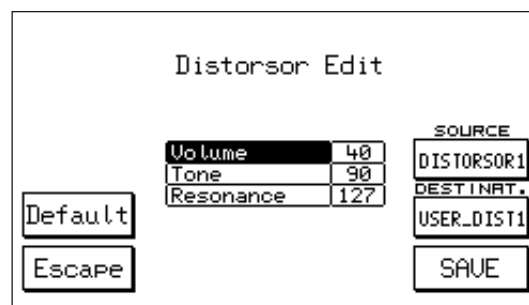 Distorsor Edit
SOURCE
Volume 40
DISTORSOR1
Tone 90
DESTINAT.
Resonance 127
Default
USER_DIST1
Escape
SAVE